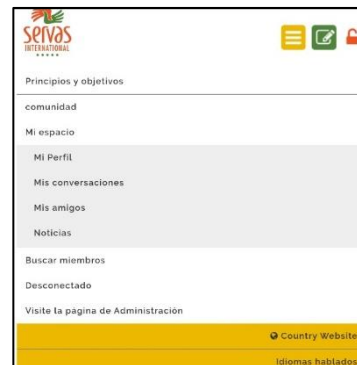 servas
INTERNATIONAL
Principios y objetivos
comunidad
Mi espacio
Mi Perfil
Mis conversaciones
Mis amigos
Noticias
Buscar miembros
Desconectado
Visite la página de Administración
Country Website
Idiomas hablados